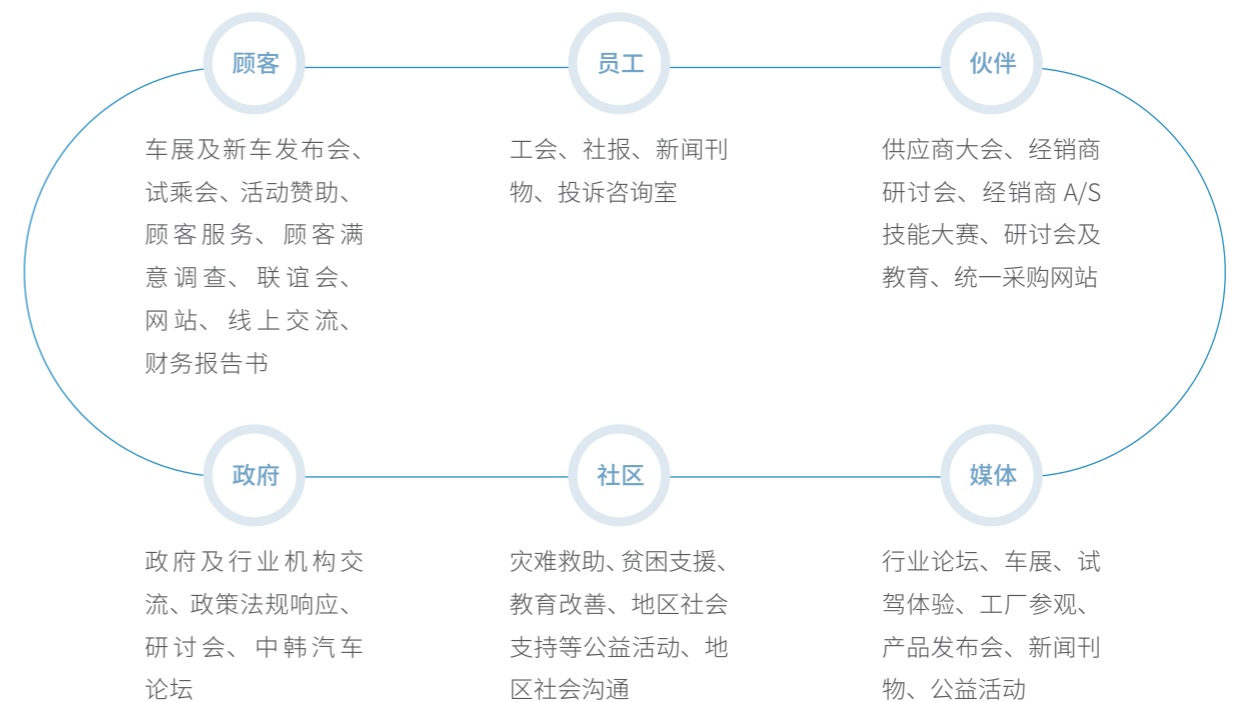 顾客
车展及新车发布会、
试乘会、活动赞助、
顾客服务、顾客满
意调查、联谊会、
网站、线上交流、
财务报告书
员工
工会、社报、新闻刊
物、投诉咨询室
伙伴
供应商大会、经销商
研讨会、经销商 A/S
技能大赛、研讨会及
教育、统一采购网站
政府
政府及行业机构交
流、政策法规响应、
研讨会、中韩汽车
论坛
社区
灾难救助、贫困支援、
教育改善、地区社会
支持等公益活动、地
区社会沟通
媒体
行业论坛、车展、试
驾体验、工厂参观、
产品发布会、新闻刊
物、公益活动